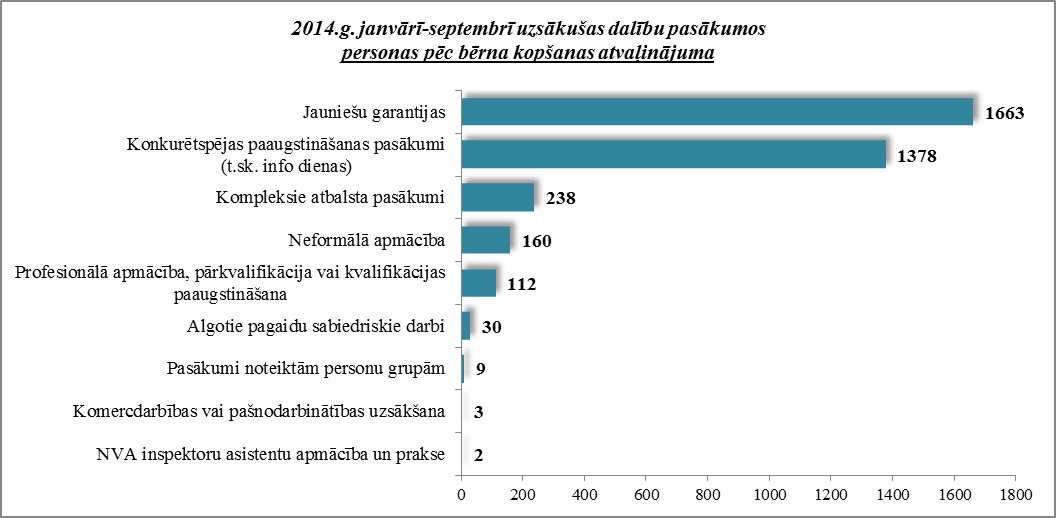 2014.g. janvārī-septembrī uzsākušas dalību pasākumos
personas pēc bērna kopšanas atvaļinājuma
Jauniešu garantijas
1663
Konkurētspējas paaugstināšanas pasākumi
(t.sk. info dienas)
1378
Kompleksie atbalsta pasākumi
238
Neformālā apmācība
160
Profesionālā apmācība, pārkvalifikācija vai kvalifikācijas
paaugstināšana
112
Algotie pagaidu sabiedriskie darbi
30
Pasākumi noteiktām personu grupām
9
Komercdarbības vai pašnodarbinātības uzsākšana
3
NVA inspektoru asistentu apmācība un prakse
2
0 200 400 600 800 1000 1200 1400 1600 1800